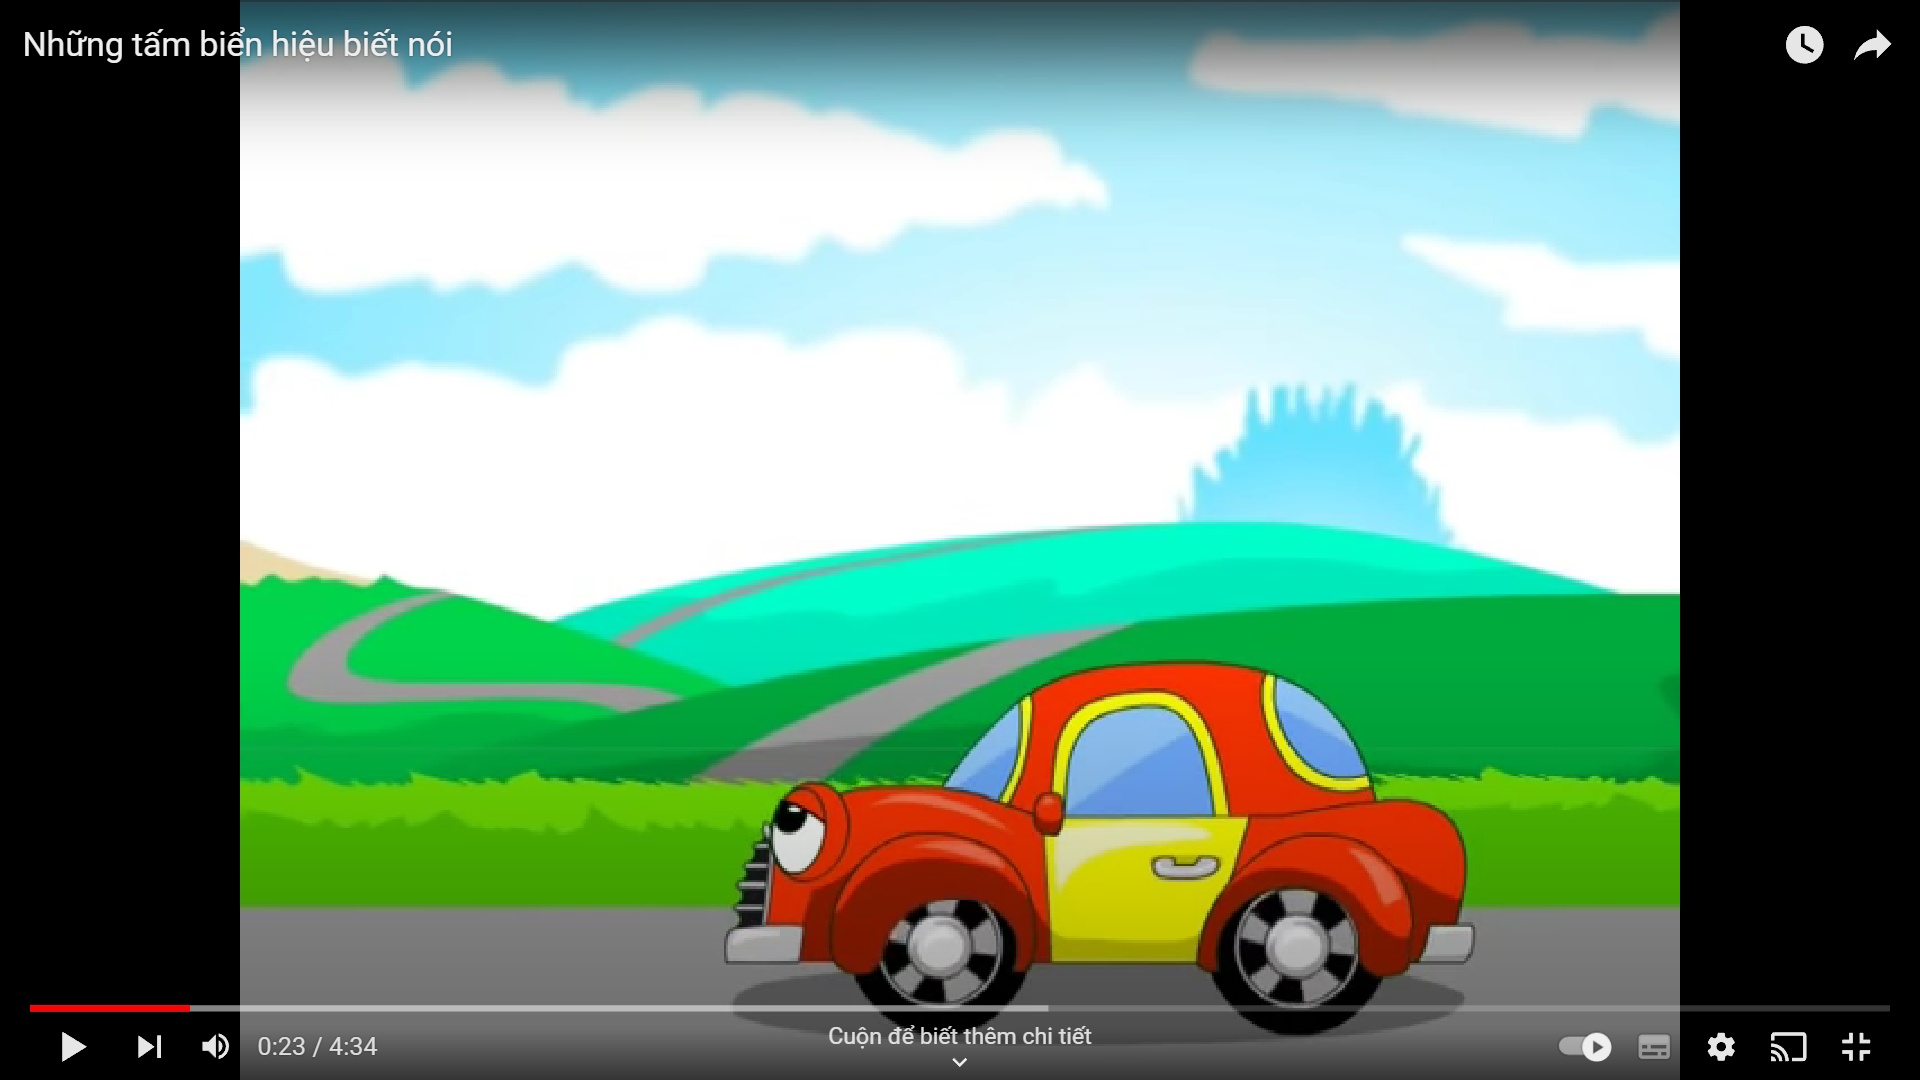 Những tấm biển hiệu biết nói
0:23 / 4:34
Cuộn để biết thêm chi tiết